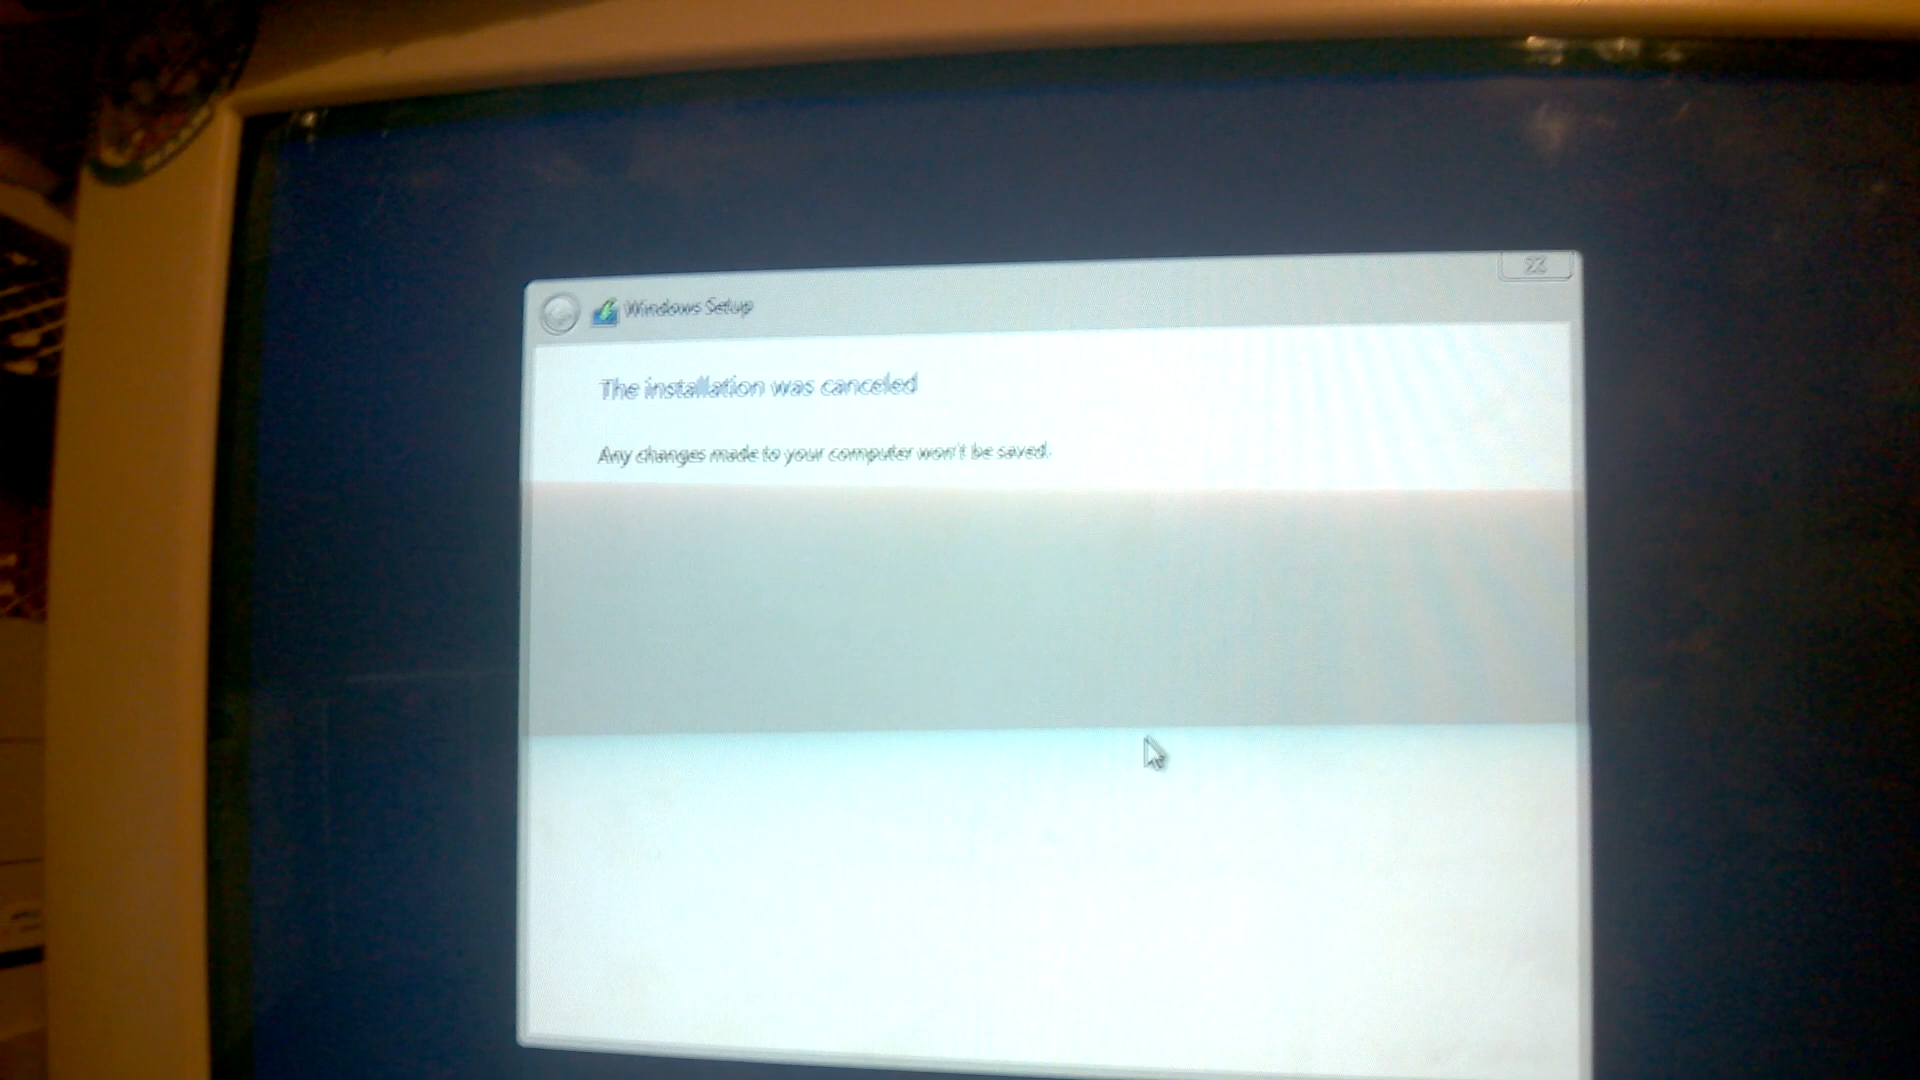 Windows Setup
The installation was canceled
Any changes made to your computer won't be saved.